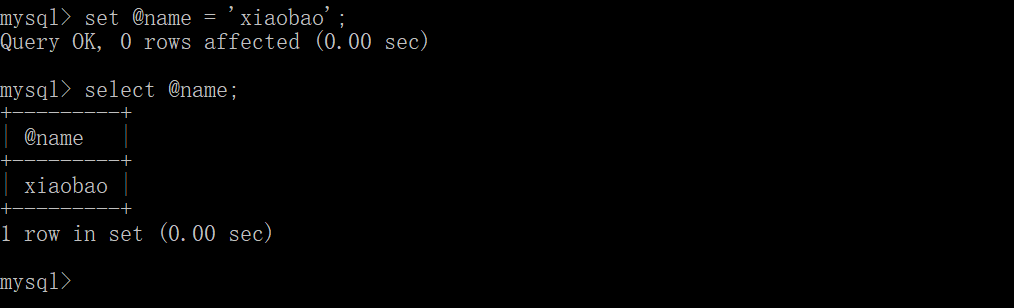 mysql> set @name = 'xiaobao';
Query OK, 0 rows affected (0.00 sec)
mysql> select @name;
+---------+
| @name   |
+---------+
| xiaobao |
+---------+
1 row in set (0.00 sec)
mysql>